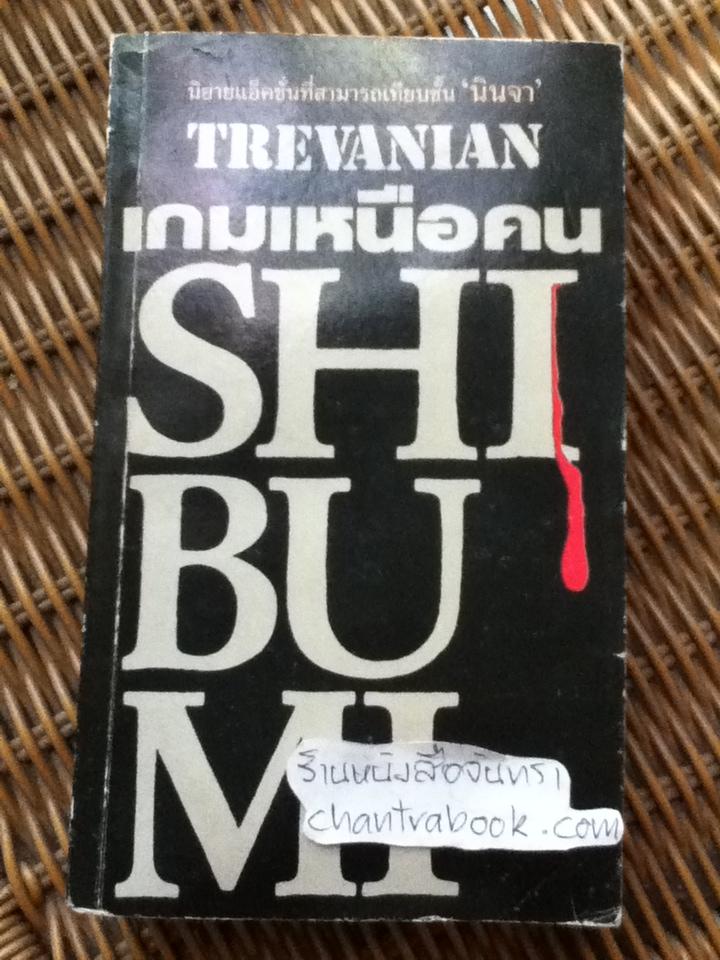 นิยายแอ็คชั่นที่สามารถเทียบชั้น 'นินจา'
TREVANIAN
เกมเหนือคน
SHI
BU
MI
ร้านหนังสือจันทรา
chantrabook.com